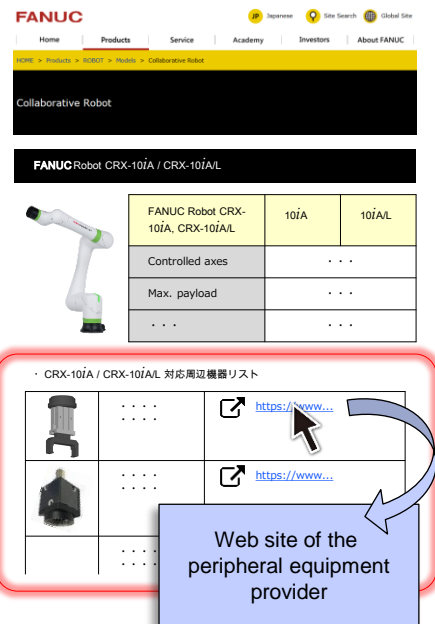 FANUC
JP Japanese Site Search Global Site
Home Products Service Academy Investors About FANUC
HOME > Products > ROBOT > Models > Collaborative Robot
Collaborative Robot
FANUC Robot CRX-10iA / CRX-10iA/L
FANUC Robot CRX-10iA, CRX-10iA/L 10iA 10iA/L
Controlled axes ・・・
Max. payload ・・・
・・・ ・・・
・ CRX-10iA / CRX-10iA/L 対応周辺機器リスト
・・・・ https://www...
・・・・
・・・・ https://www...
・・・・
・・・・
・・・・
Web site of the
peripheral equipment
provider